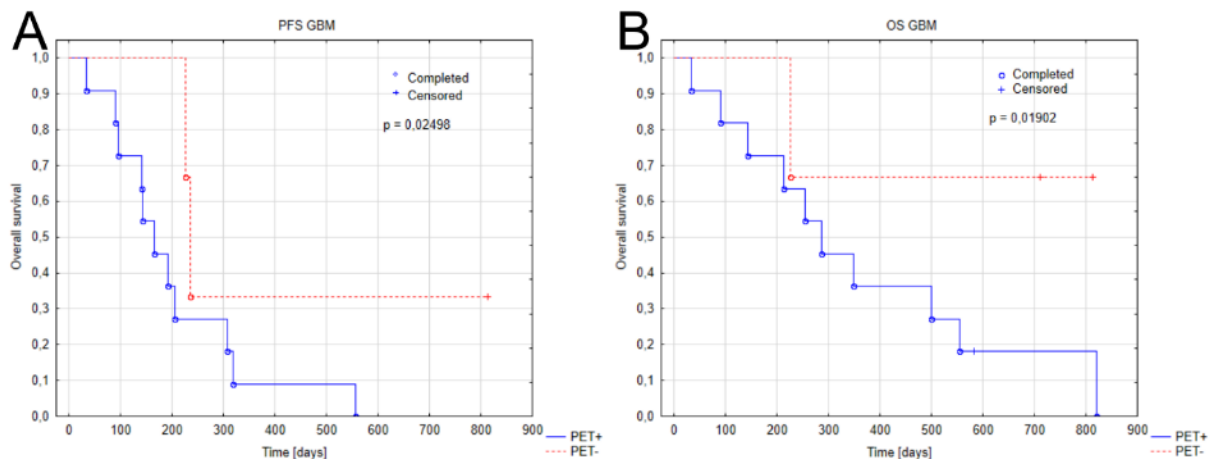 A
PFS GBM
Completed
Censored
p = 0,02498
1,0
0,9
0,8
0,7
0,6
0,5
0,4
0,3
0,2
0,1
0,0
Overall survival
0 100 200 300 400 500 600 700 800 900
Time [days]
PET+
PET-
B
OS GBM
Completed
Censored
p = 0,01902
1,0
0,9
0,8
0,7
0,6
0,5
0,4
0,3
0,2
0,1
0,0
Overall survival
0 100 200 300 400 500 600 700 800 900
Time [days]
PET+
PET-